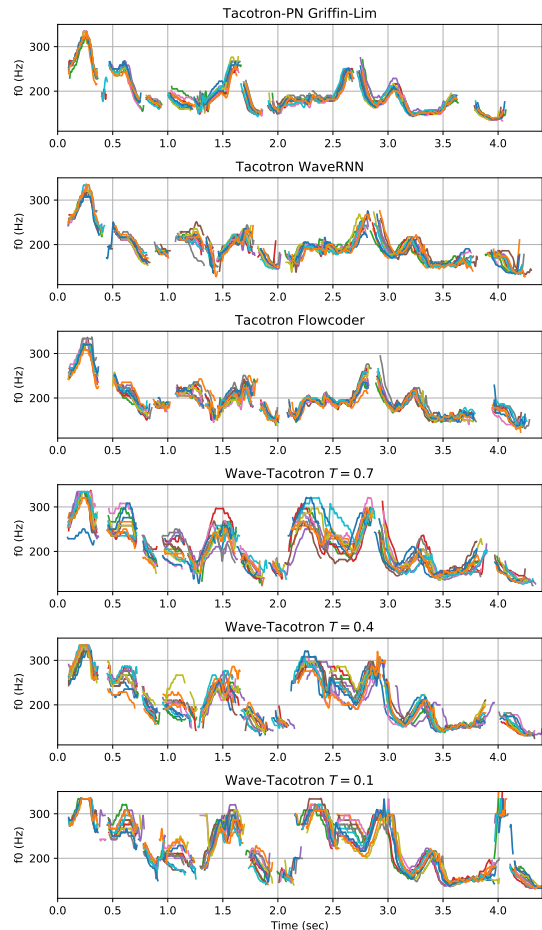 Tacotron-PN Griffin-Lim
300
200
f0 (Hz)
0.0 0.5 1.0 1.5 2.0 2.5 3.0 3.5 4.0
Tacotron WaveRNN
300
200
f0 (Hz)
0.0 0.5 1.0 1.5 2.0 2.5 3.0 3.5 4.0
Tacotron Flowcoder
300
200
f0 (Hz)
0.0 0.5 1.0 1.5 2.0 2.5 3.0 3.5 4.0
Wave-Tacotron T = 0.7
300
200
f0 (Hz)
0.0 0.5 1.0 1.5 2.0 2.5 3.0 3.5 4.0
Wave-Tacotron T = 0.4
300
200
f0 (Hz)
0.0 0.5 1.0 1.5 2.0 2.5 3.0 3.5 4.0
Wave-Tacotron T = 0.1
300
200
f0 (Hz)
0.0 0.5 1.0 1.5 2.0 2.5 3.0 3.5 4.0
Time (sec)